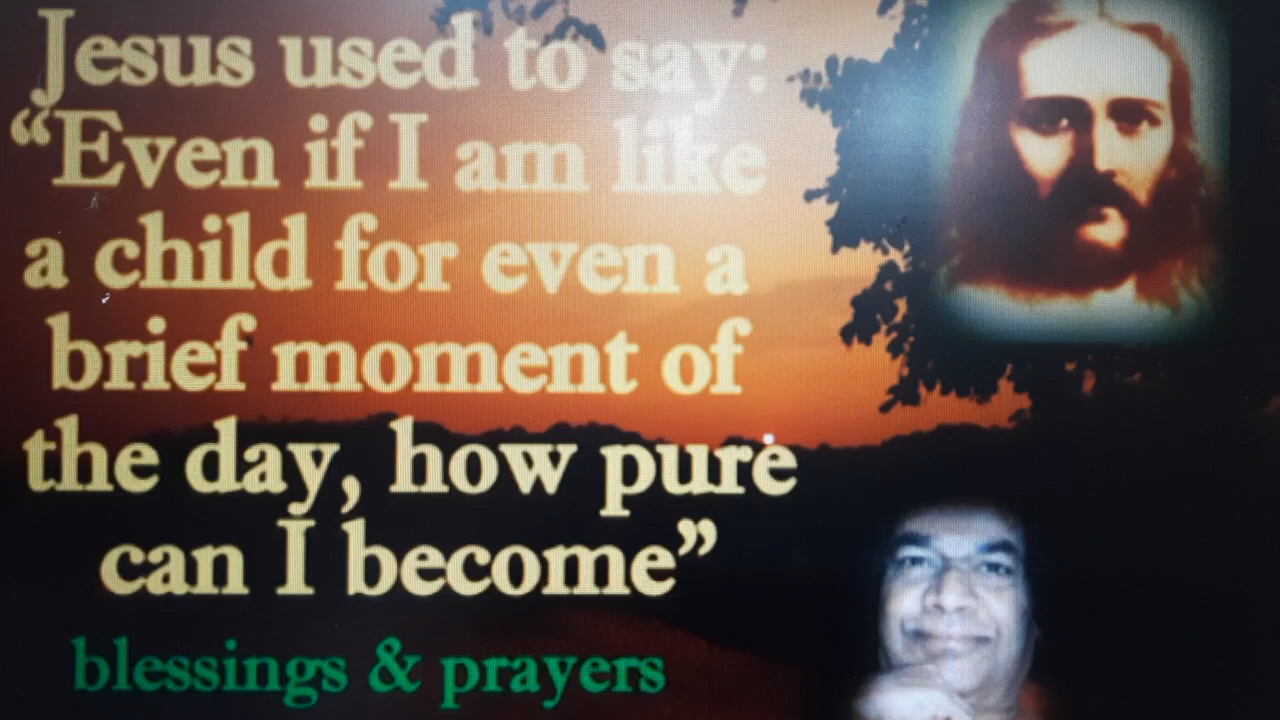 Jesus used to say:
“Even if I am like
a child for even a
brief moment of
the day, how pure
can I become”
blessings & prayers